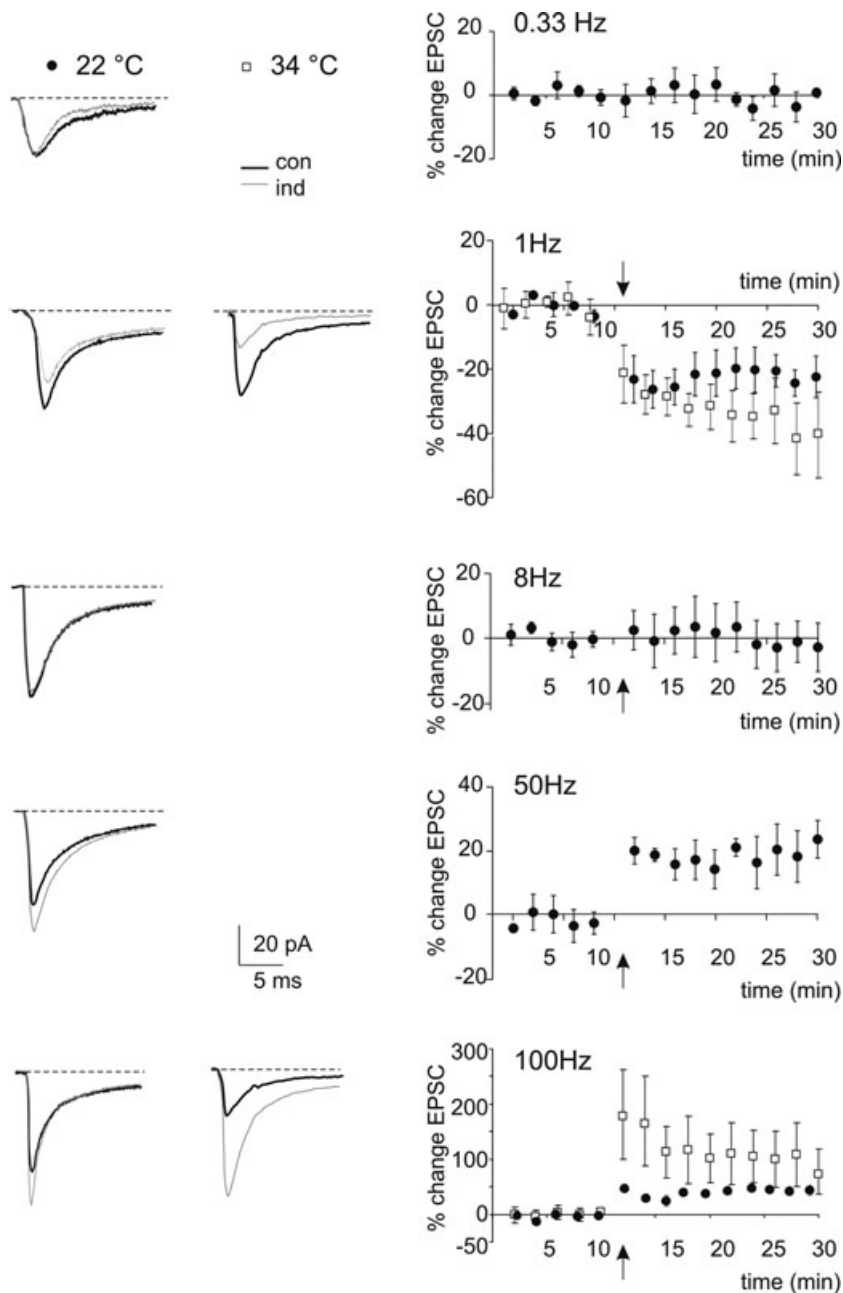 ● 22 °C
□ 34 °C
con
ind
20 pA
5 ms
0.33 Hz
% change EPSC
20
0
-20
5 10 15 20 25 30
time (min)
1Hz
% change EPSC
20
0
-20
-40
-60
time (min)
5 10 15 20 25 30
8Hz
% change EPSC
20
0
-20
5 10 15 20 25 30
time (min)
50Hz
% change EPSC
40
20
0
-20
5 10 15 20 25 30
time (min)
100Hz
% change EPSC
300
200
100
0
-50
5 10 15 20 25 30
time (min)